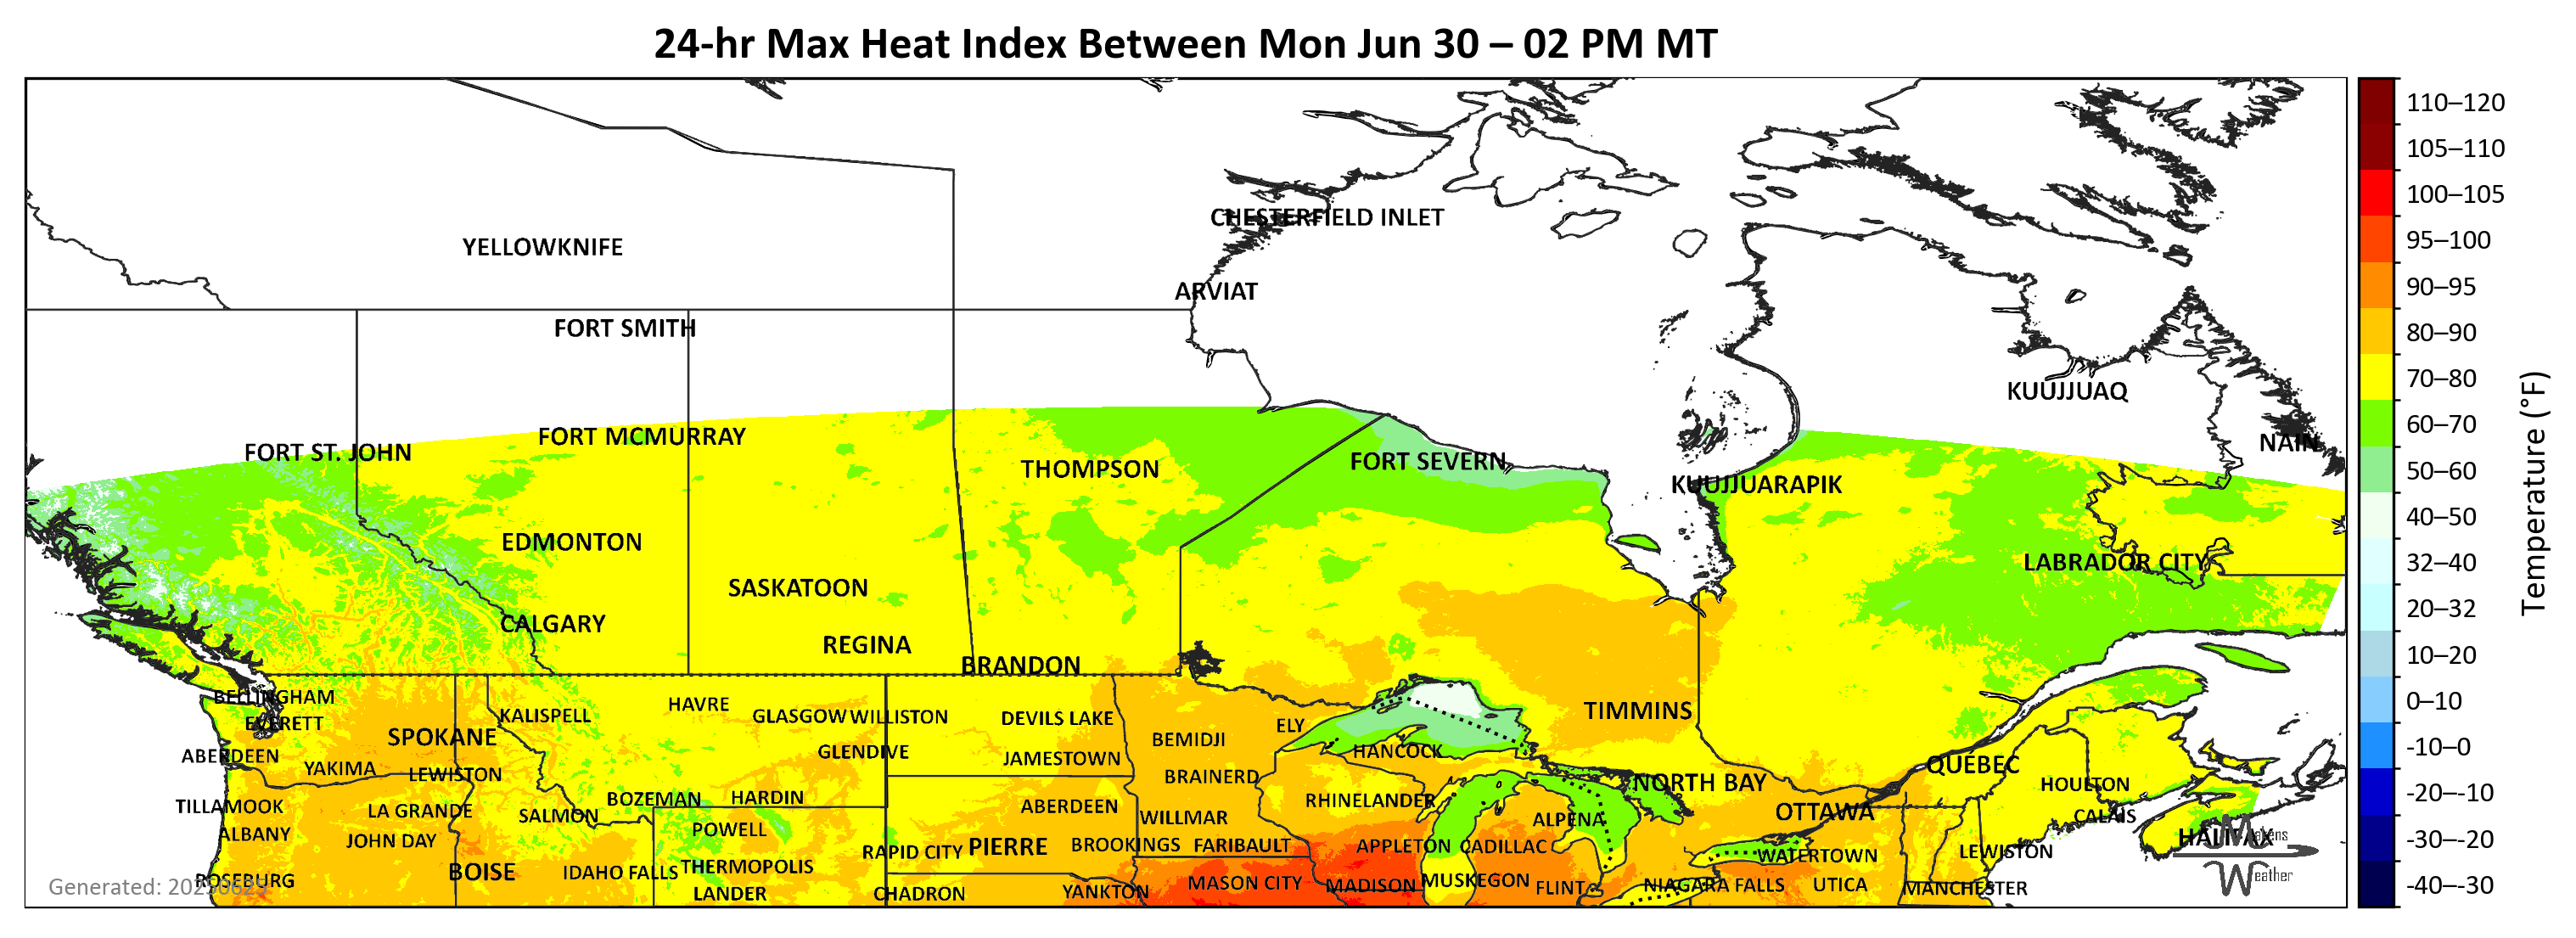 24-hr Max Heat Index Between Mon Jun 30 – 02 PM MT
110–120
105–110
100–105
95–100
90–95
80–90
70–80
60–70
50–60
40–50
32–40
20–32
10–20
0–10
-10–0
-20–-10
-30–-20
-40–-30
Temperature (°F)
CHESTERFIELD INLET
YELLOWKNIFE
ARVIAT
FORT SMITH
KUUJJUAQ
FORT MCMURRAY
NAIN
FORT ST. JOHN
FORT SEVERN
THOMPSON
KUUJJUARAPIK
EDMONTON
LABRADOR CITY
SASKATOON
CALGARY
REGINA
BRANDON
BELLINGHAM
HAVRE
TIMMINS
KALISPELL
GLASGOW
WILLISTON
DEVILS LAKE
EVERETT
ELY
SPOKANE
BEMIDJI
GLENDIVE
HANCOCK
ABERDEEN
JAMESTOWN
QUÉBEC
YAKIMA
LEWISTON
BRAINERD
NORTH BAY
HOULTON
BOZEMAN
HARDIN
RHINELANDER
TILLAMOOK
ABERDEEN
LA GRANDE
OTTAWA
SALMON
CALAIS
WILLMAR
ALPENA
POWELL
ALBANY
HALIFAX
JOHN DAY
PIERRE
BROOKINGS
FARIBAULT
APPLETON
CADILLAC
RAPID CITY
LEWISTON
WATERTOWN
THERMOPOLIS
BOISE
IDAHO FALLS
ROSEBURG
MUSKEGON
MASON CITY
MADISON
FLINT
NIAGARA FALLS
UTICA
MANCHESTER
LANDER
CHADRON
YANKTON
Weather